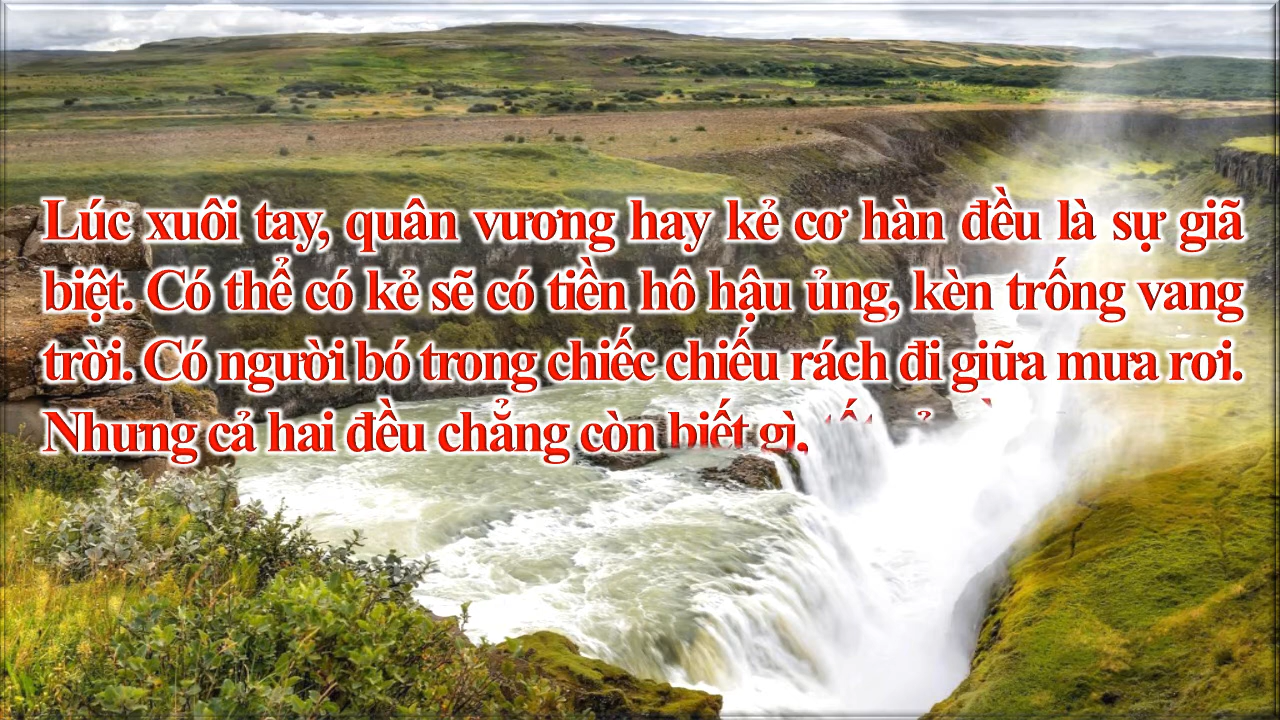 Lúc xuôi tay, quân vương hay kẻ cơ hàn đều là sự giã
biệt. Có thể có kẻ sẽ có tiền hô hậu ủng, kèn trống vang
trời. Có người bó trong chiếc chiếu rách đi giữa mưa rơi.
Nhưng cả hai đều chẳng còn biết gì,